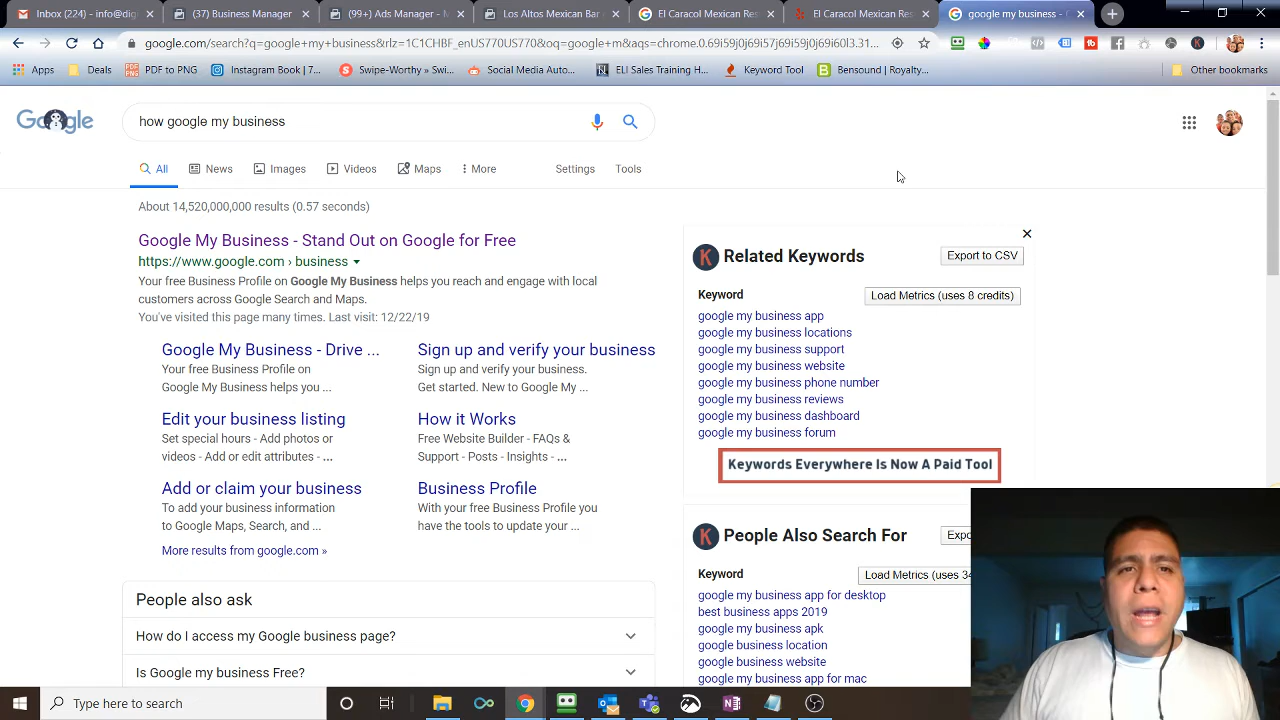 Inbox (224) - info@dig
(37) Business Manager
(99+) Ads Manager - M
Los Altos Mexican Bar
El Caracol Mexican Res
El Caracol Mexican Res
google my business - G
google.com/search?q=google+my+business&rlz=1C1CHBF_enUS770US770&oq=google+m&aqs=chrome.0.69i59j0j69i57j69i59j0j69i60l3.31...
Apps
Deals
PDF to PNG
Instagram Book | 7...
Swipe-Worthy » Swi...
Social Media Auto...
ELI Sales Training H...
Keyword Tool
Bensound | Royalty...
Other bookmarks
Google
how google my business
All
News
Images
Videos
Maps
More
Settings
Tools
About 14,520,000,000 results (0.57 seconds)
Google My Business - Stand Out on Google for Free
https://www.google.com › business
Your free Business Profile on Google My Business helps you reach and engage with local
customers across Google Search and Maps.
You've visited this page many times. Last visit: 12/22/19
Google My Business - Drive ...
Your free Business Profile on
Google My Business helps you ...
Sign up and verify your business
Sign up and verify your business.
Get started. New to Google My ...
Edit your business listing
Set special hours - Add photos or
videos - Add or edit attributes - ...
How it Works
Free Website Builder - FAQs &
Support - Posts - Insights - ...
Add or claim your business
To add your business information
to Google Maps, Search, and ...
Business Profile
With your free Business Profile you
have the tools to update your ...
More results from google.com »
People also ask
How do I access my Google business page?
Is Google my business Free?
K Related Keywords
Export to CSV
Keyword
Load Metrics (uses 8 credits)
google my business app
google my business locations
google my business support
google my business website
google my business phone number
google my business reviews
google my business dashboard
google my business forum
Keywords Everywhere Is Now A Paid Tool
K People Also Search For
Expo
Keyword
Load Metrics (uses 34
google my business app for desktop
best business apps 2019
google my business apk
google business location
google business website
google my business app for mac
Type here to search